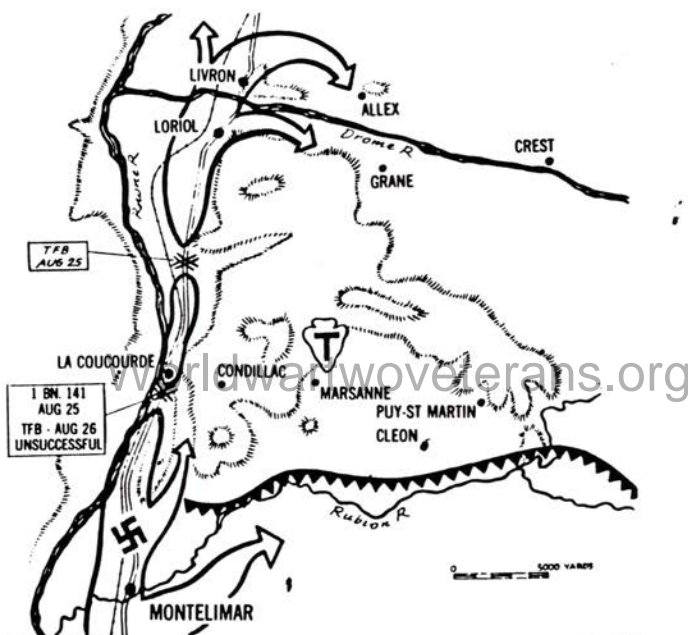 LIVRON
ALLEX
LORIOL
Drome R
CREST
GRANE
Rhone R
TFB
AUG 25
T
LA COUCOURDE
CONDILLAC
worldwartwoveterans.org
MARSANNE
1 BN. 141
AUG 25
TFB - AUG 26
UNSUCCESSFUL
PUY-ST MARTIN
CLEON
Rubion R
0 5000 YARDS
MONTELIMAR